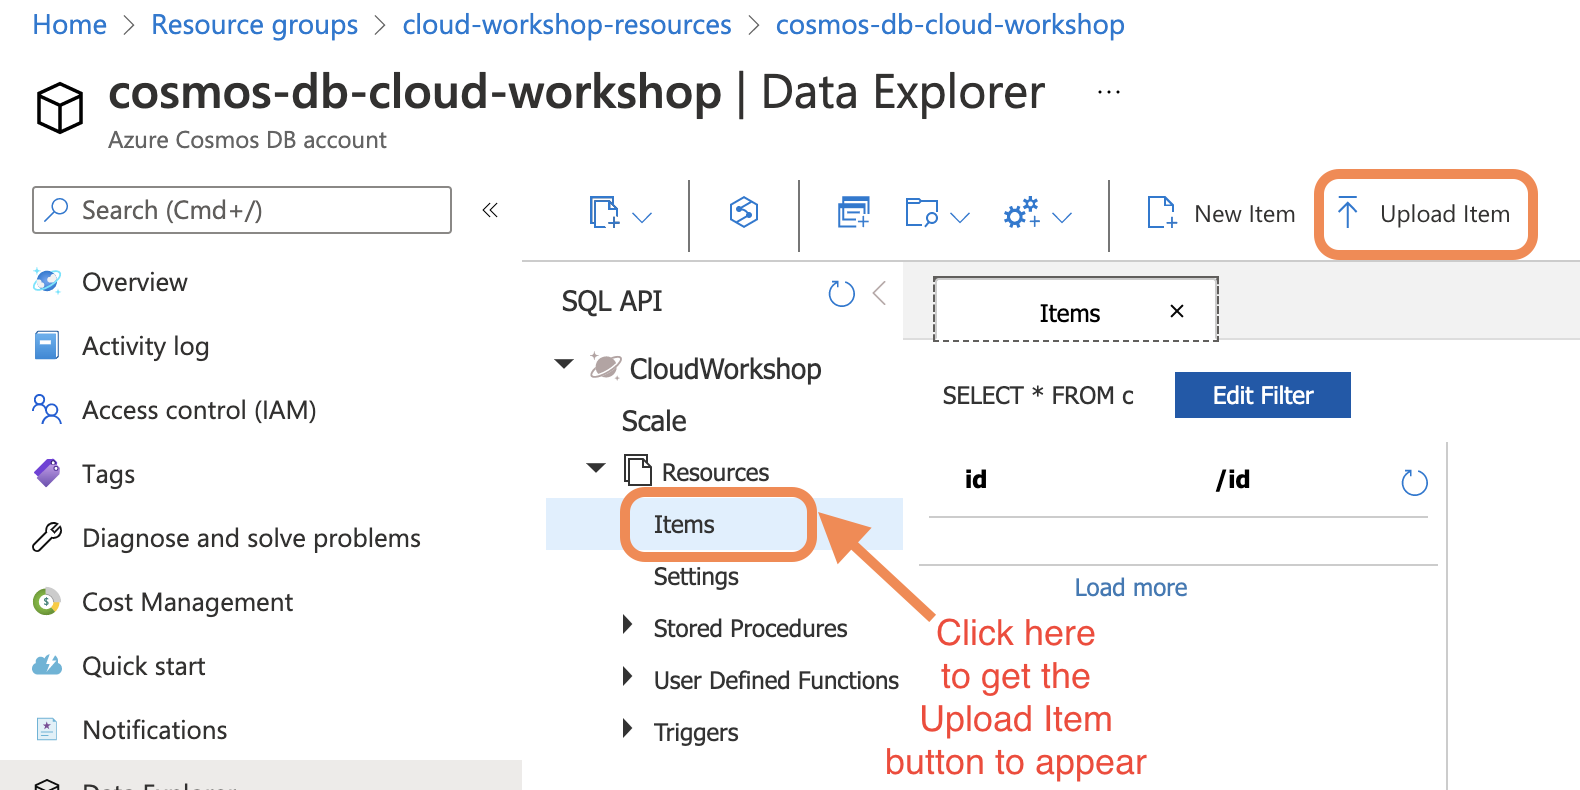 Home > Resource groups > cloud-workshop-resources > cosmos-db-cloud-workshop
cosmos-db-cloud-workshop | Data Explorer ...
Azure Cosmos DB account
Search (Cmd+/)
«
New Item
Upload Item
Overview
Activity log
Access control (IAM)
Tags
Diagnose and solve problems
Cost Management
Quick start
Notifications
Data Explorer
SQL API
CloudWorkshop
Scale
Resources
Items
Settings
Stored Procedures
User Defined Functions
Triggers
Items ×
SELECT * FROM c
Edit Filter
id /id
Load more
Click here
to get the
Upload Item
button to appear